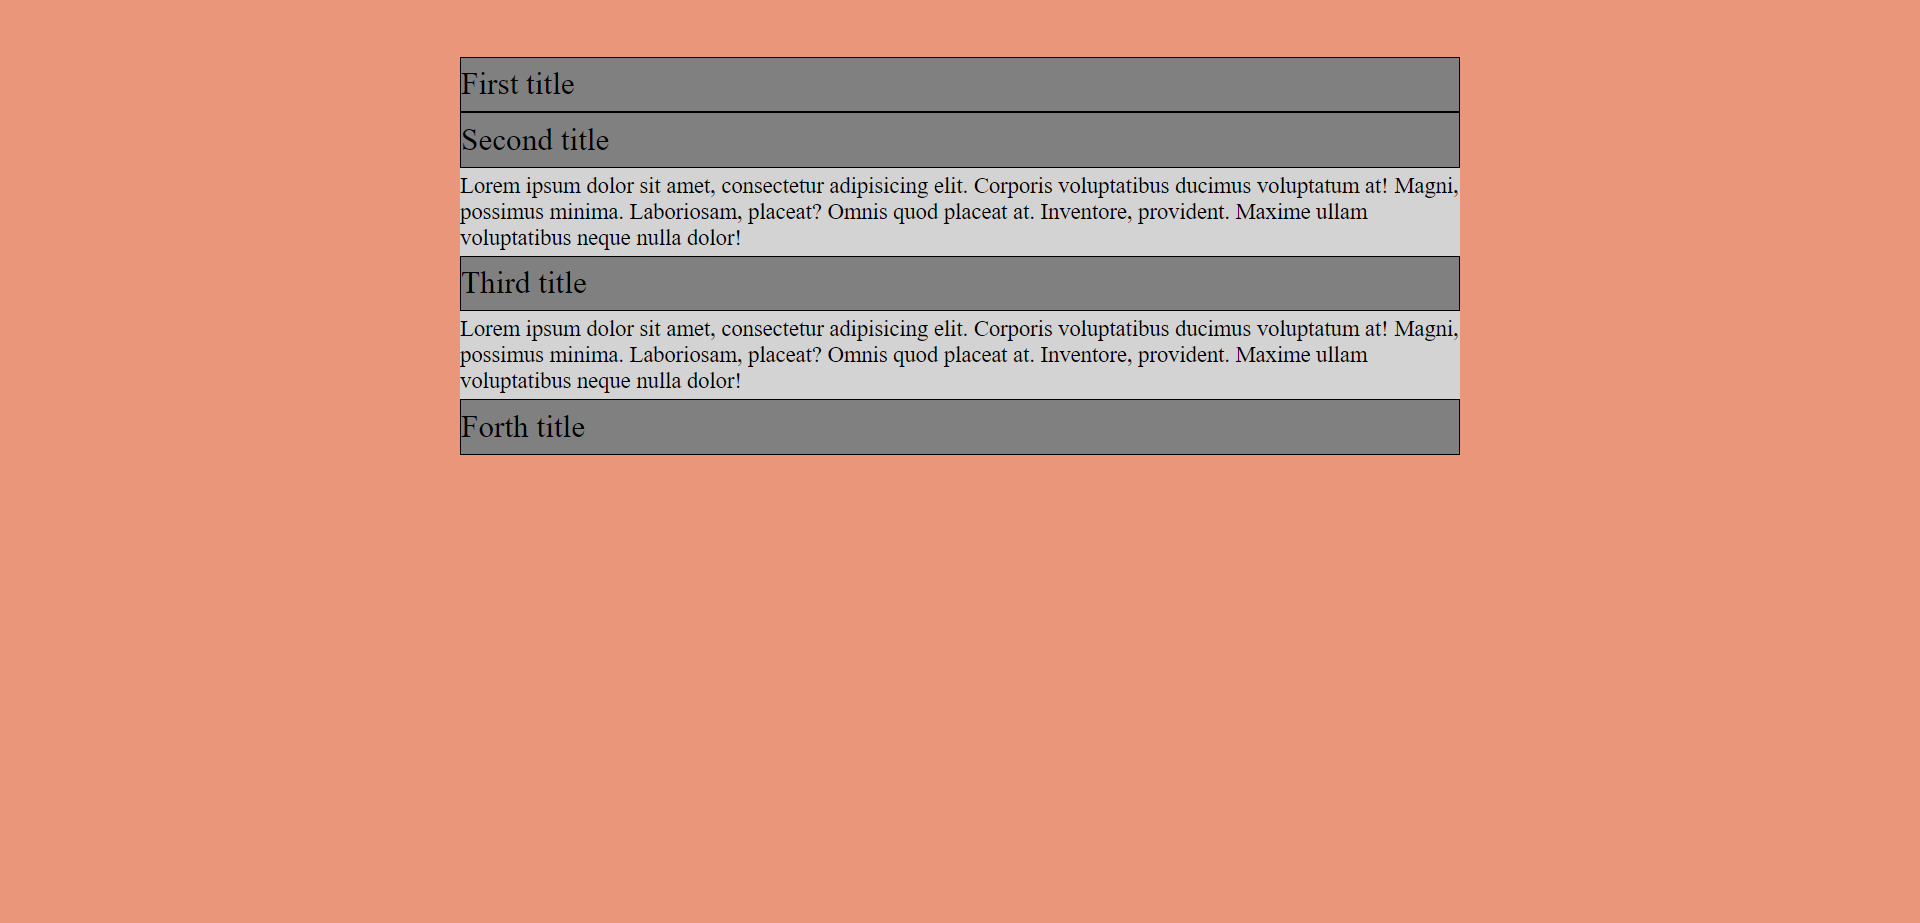 First title
Second title
Lorem ipsum dolor sit amet, consectetur adipisicing elit. Corporis voluptatibus ducimus voluptatum at! Magni,
possimus minima. Laboriosam, placeat? Omnis quod placeat at. Inventore, provident. Maxime ullam
voluptatibus neque nulla dolor!
Third title
Lorem ipsum dolor sit amet, consectetur adipisicing elit. Corporis voluptatibus ducimus voluptatum at! Magni,
possimus minima. Laboriosam, placeat? Omnis quod placeat at. Inventore, provident. Maxime ullam
voluptatibus neque nulla dolor!
Forth title